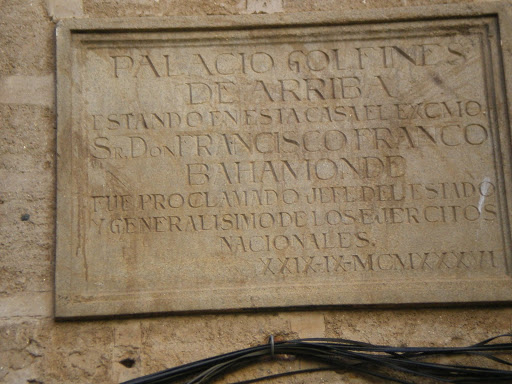 PALACIO GOLFINES
DE ARRIBA
ESTANDO EN ESTA CASA EL EXCMO.
SR. DON FRANCISCO FRANCO
BAHAMONDE
FUE PROCLAMADO JEFE DEL ESTADO
Y GENERALISIMO DE LOS EJERCITOS
NACIONALES.